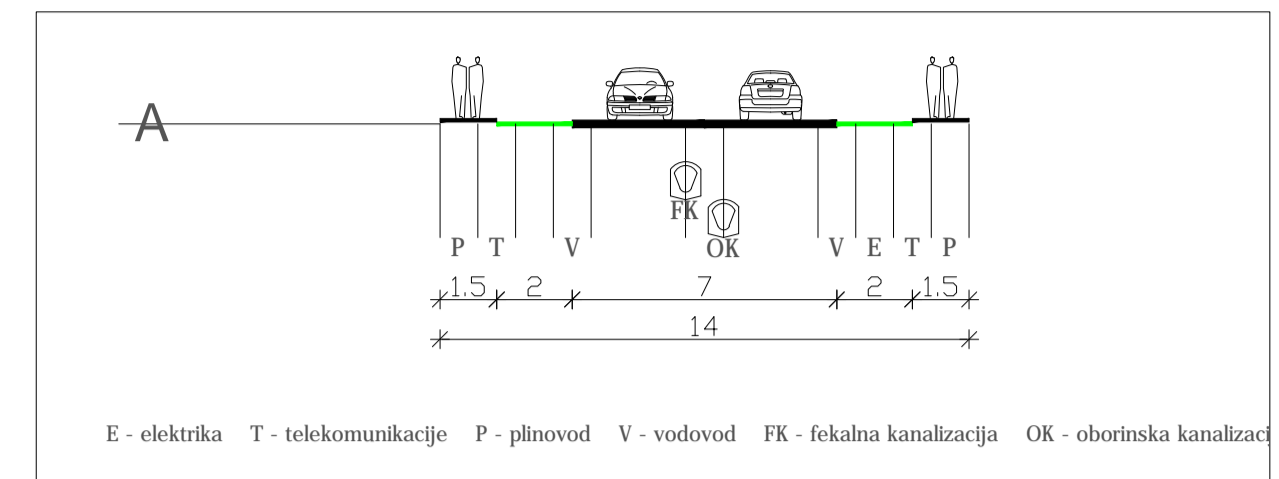 A
FK
P T V OK V E T P
1.5 2 7 2 1.5
14
E - elektrika T - telekomunikacije P - plinovod V - vodovod FK - fekalna kanalizacija OK - oborinska kanalizaci